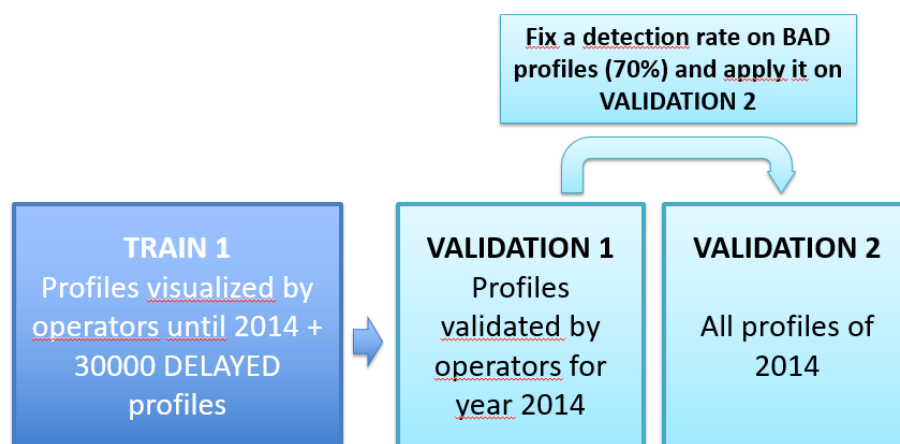 Fix a detection rate on BAD
profiles (70%) and apply it on
VALIDATION 2
TRAIN 1
Profiles visualized by
operators until 2014 +
30000 DELAYED
profiles
VALIDATION 1
Profiles
validated by
operators for
year 2014
VALIDATION 2
All profiles of
2014